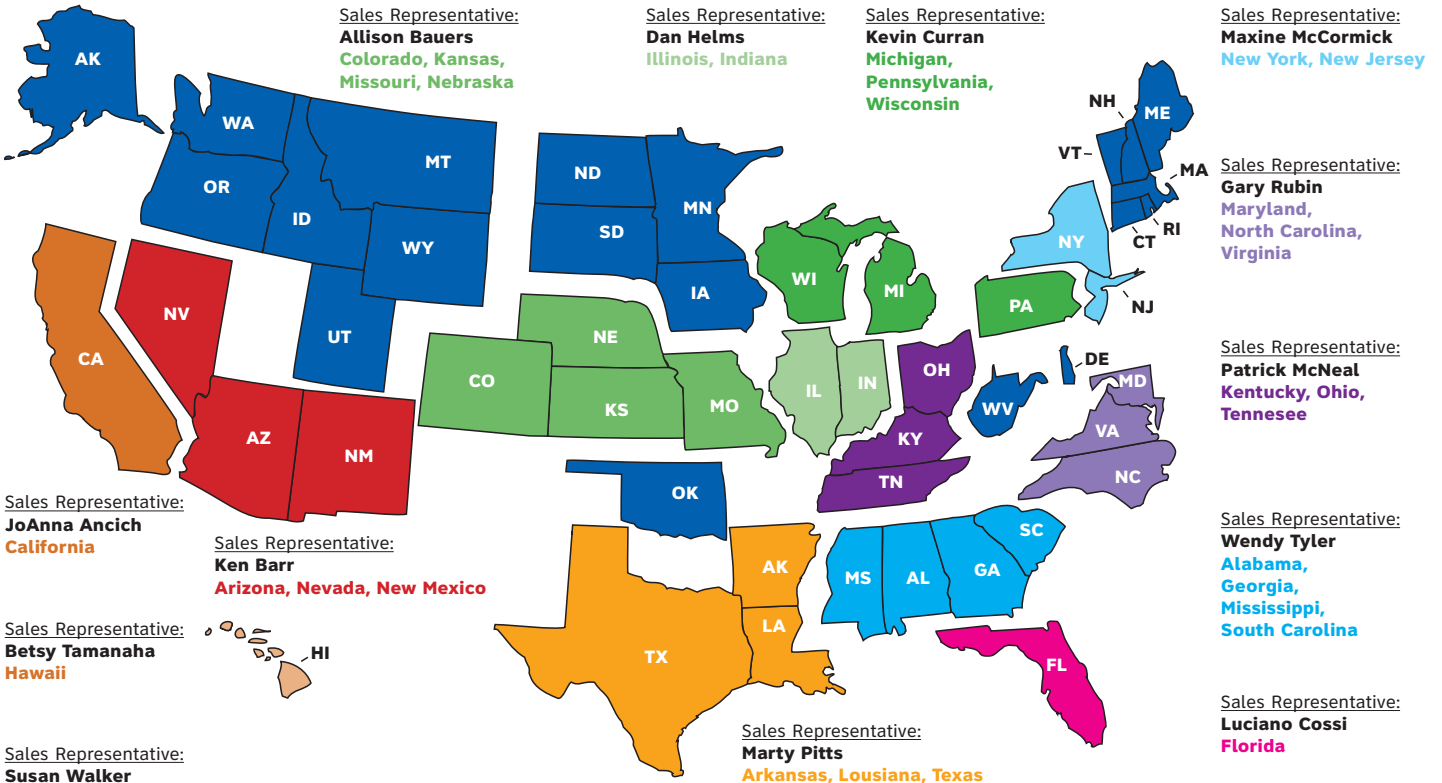 Sales Representative:
Allison Bauers
Colorado, Kansas,
Missouri, Nebraska
Sales Representative:
Dan Helms
Illinois, Indiana
Sales Representative:
Kevin Curran
Michigan,
Pennsylvania,
Wisconsin
Sales Representative:
Maxine McCormick
New York, New Jersey
AK
WA
OR
ID
MT
WY
UT
ND
SD
MN
IA
NH
VT
ME
MA
RI
CT
NY
NJ
Sales Representative:
Gary Rubin
Maryland,
North Carolina,
Virginia
CA
NV
AZ
NM
CO
NE
KS
MO
WI
MI
IL
IN
PA
OH
KY
TN
WV
DE
MD
VA
NC
Sales Representative:
Patrick McNeal
Kentucky, Ohio,
Tennesee
OK
TX
AK
LA
MS
AL
GA
SC
FL
Sales Representative:
JoAnna Ancich
California
Sales Representative:
Ken Barr
Arizona, Nevada, New Mexico
Sales Representative:
Wendy Tyler
Alabama,
Georgia,
Mississippi,
South Carolina
Sales Representative:
Betsy Tamanaha
Hawaii
HI
Sales Representative:
Luciano Cossi
Florida
Sales Representative:
Marty Pitts
Arkansas, Lousiana, Texas
Sales Representative:
Susan Walker